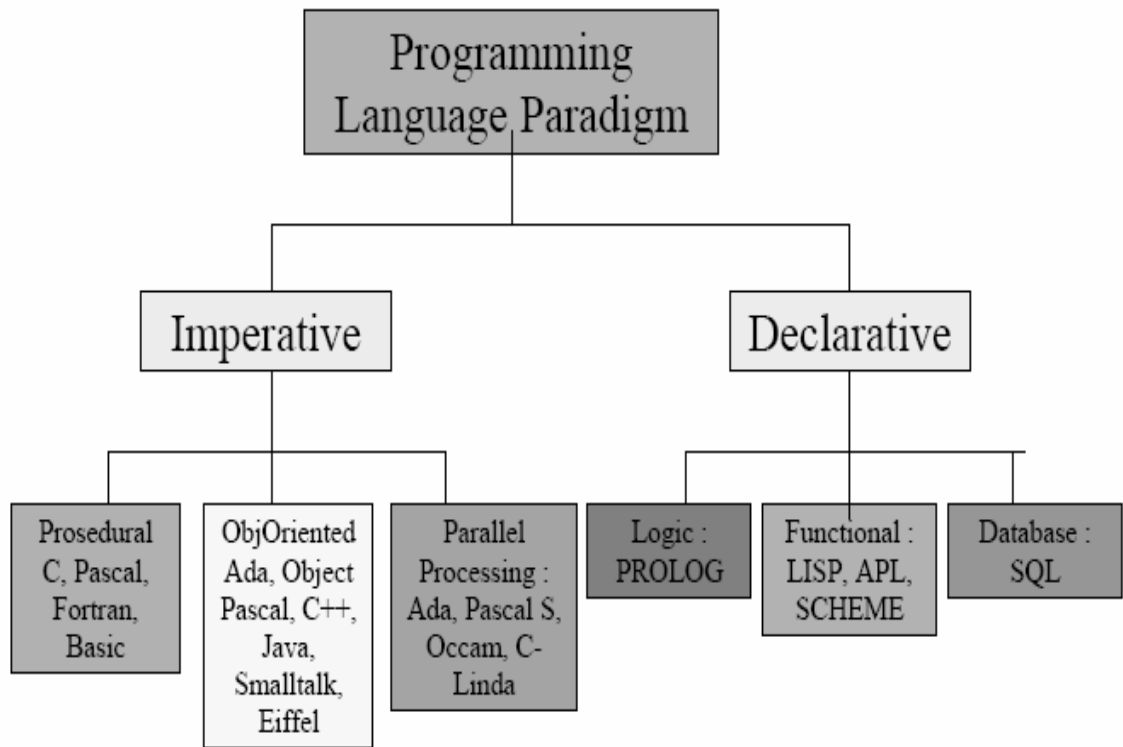 Programming
Language Paradigm
Imperative
Declarative
Prosedural
C, Pascal,
Fortran,
Basic
ObjOriented
Ada, Object
Pascal, C++,
Java,
Smalltalk,
Eiffel
Parallel
Processing :
Ada, Pascal S,
Occam, C-
Linda
Logic :
PROLOG
Functional :
LISP, APL,
SCHEME
Database :
SQL